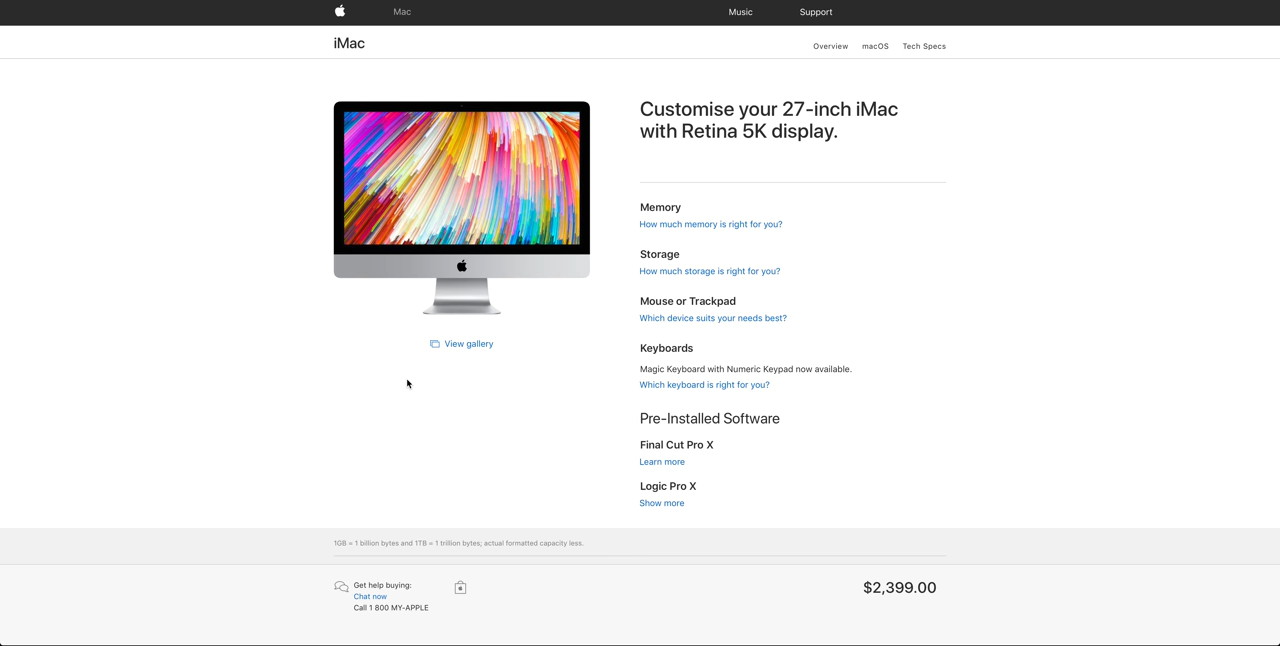 Mac
Music
Support
iMac
Overview
macOS
Tech Specs
Customise your 27-inch iMac
with Retina 5K display.
Memory
How much memory is right for you?
Storage
How much storage is right for you?
Mouse or Trackpad
Which device suits your needs best?
Keyboards
Magic Keyboard with Numeric Keypad now available.
Which keyboard is right for you?
View gallery
Pre-Installed Software
Final Cut Pro X
Learn more
Logic Pro X
Show more
1GB = 1 billion bytes and 1TB = 1 trillion bytes; actual formatted capacity less.
Get help buying:
Chat now
Call 1 800 MY-APPLE
$2,399.00